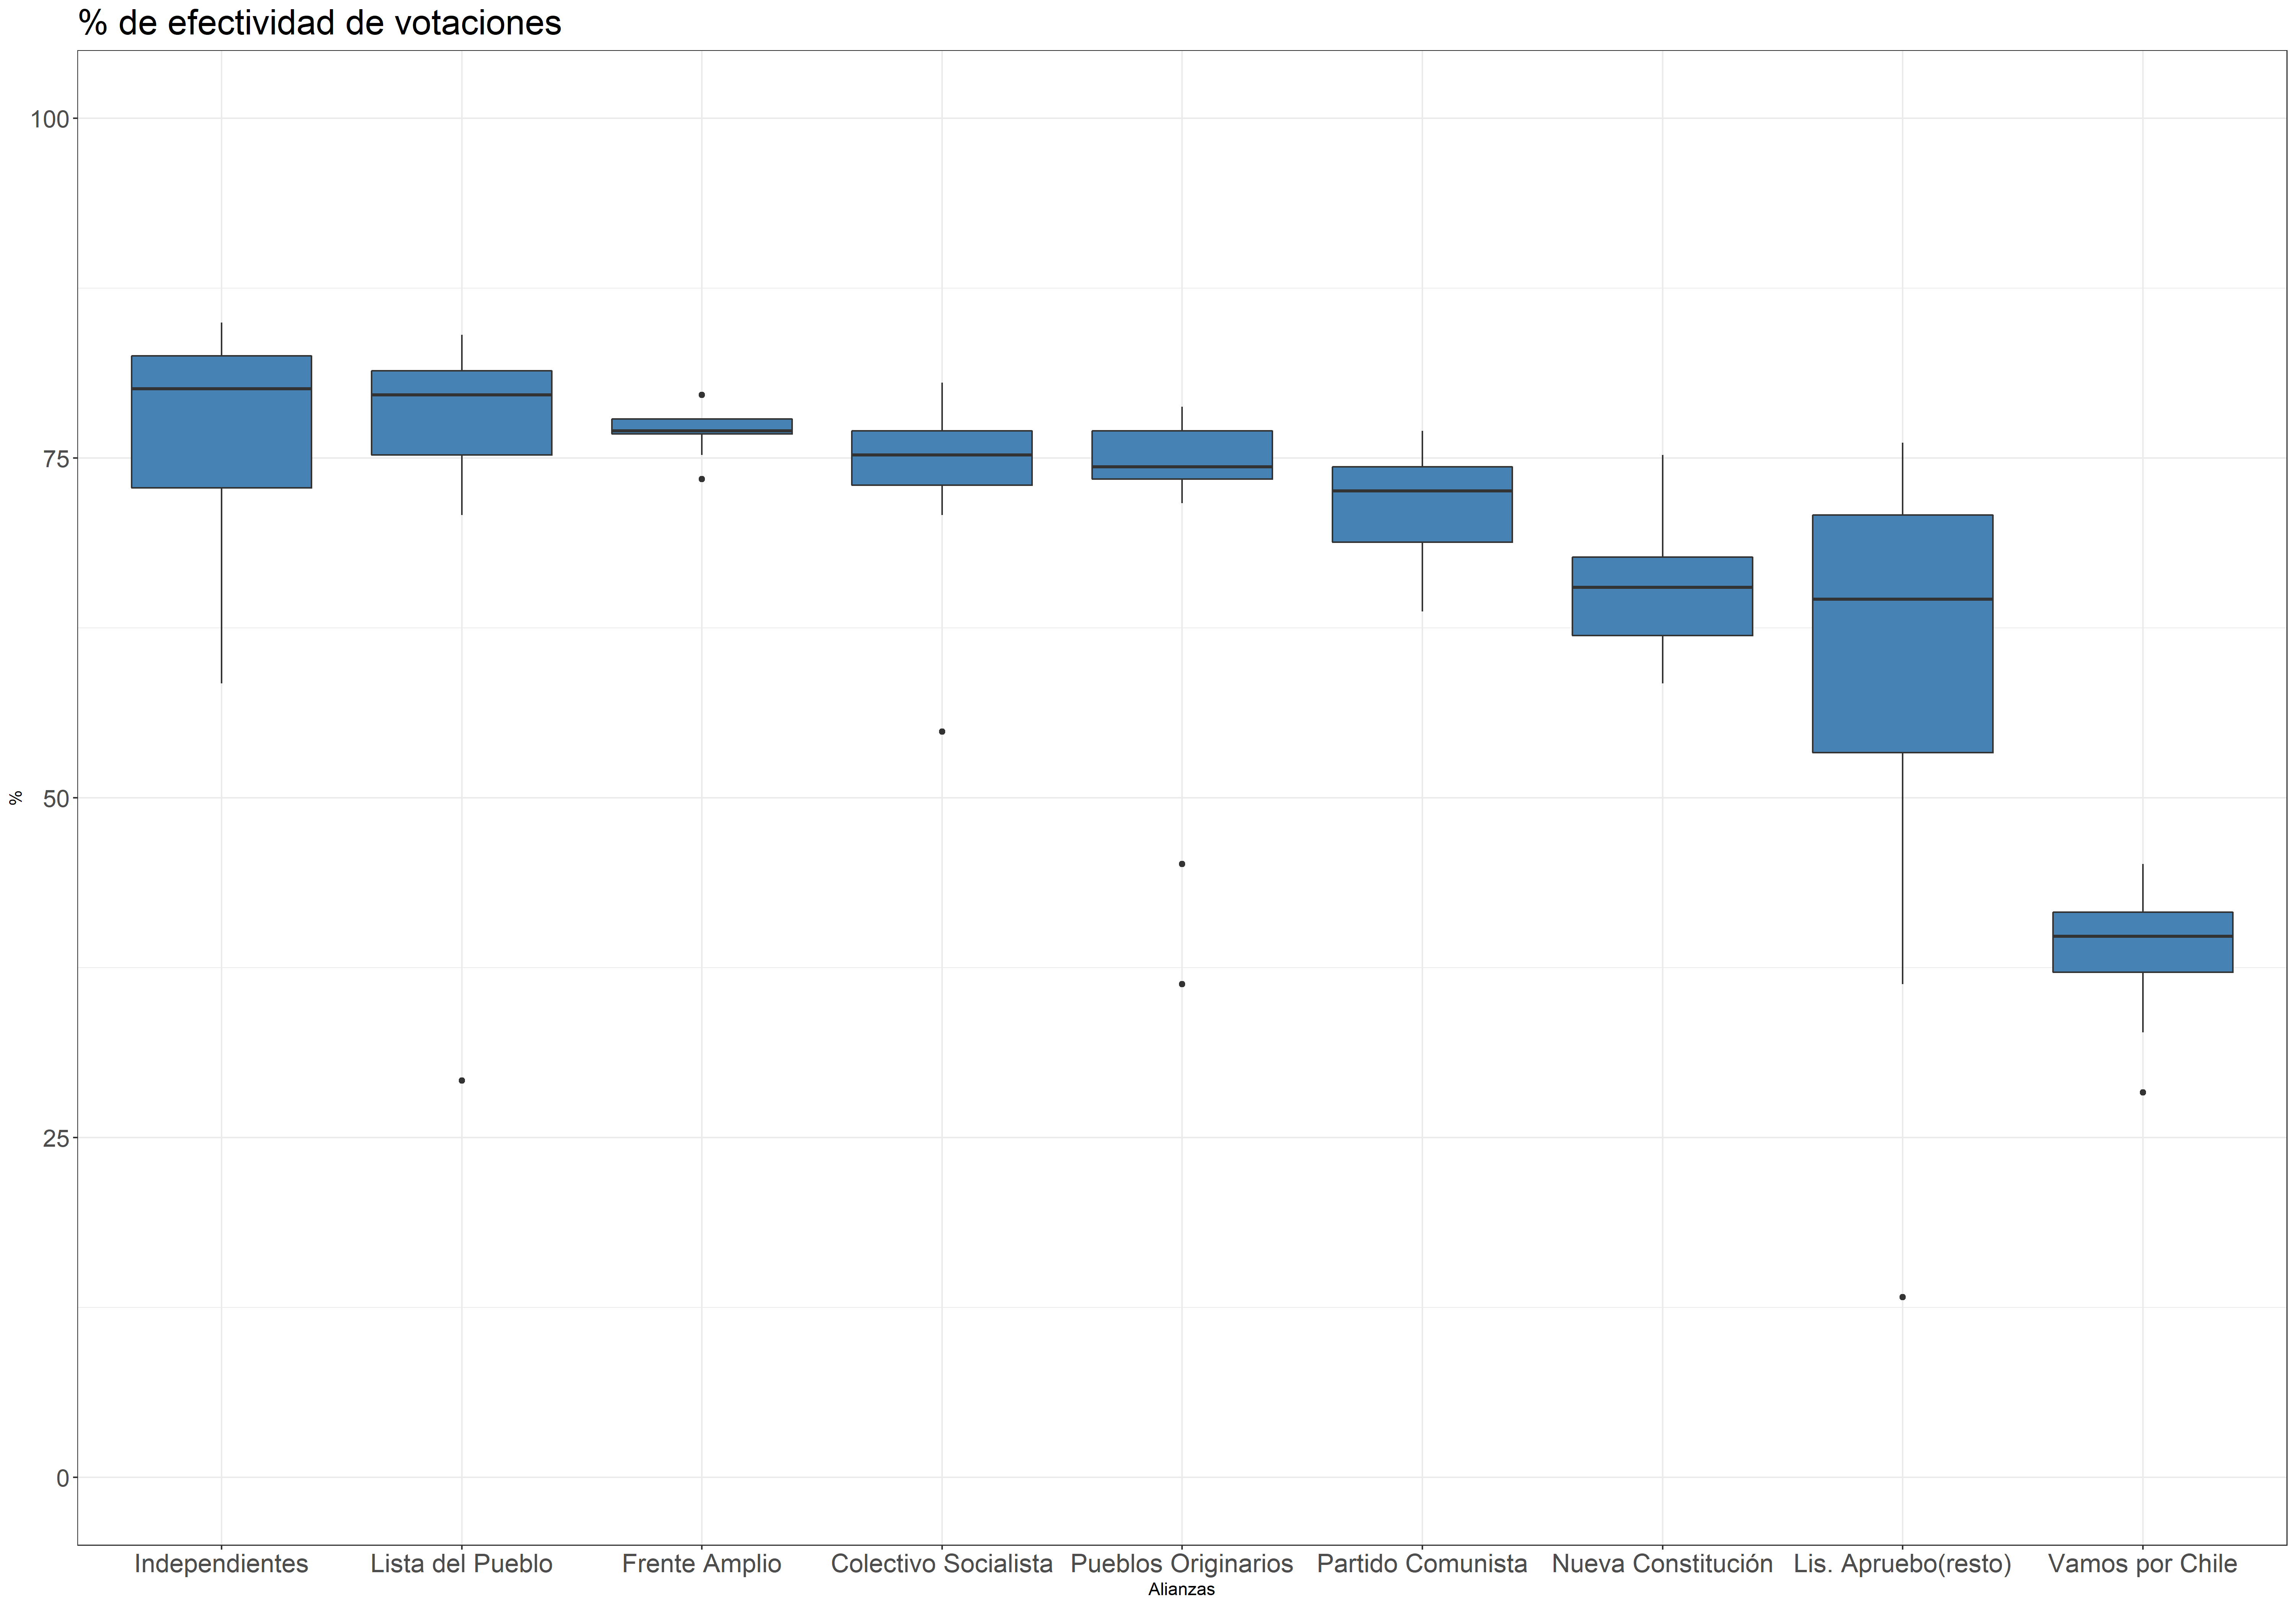 % de efectividad de votaciones
100
75
50
25
0
%
Independientes Lista del Pueblo Frente Amplio Colectivo Socialista Pueblos Originarios Partido Comunista Nueva Constitución Lis. Apruebo(resto) Vamos por Chile
Alianzas